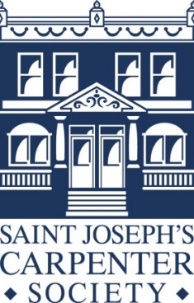 SAINT JOSEPH'S
CARPENTER
◆ SOCIETY ◆